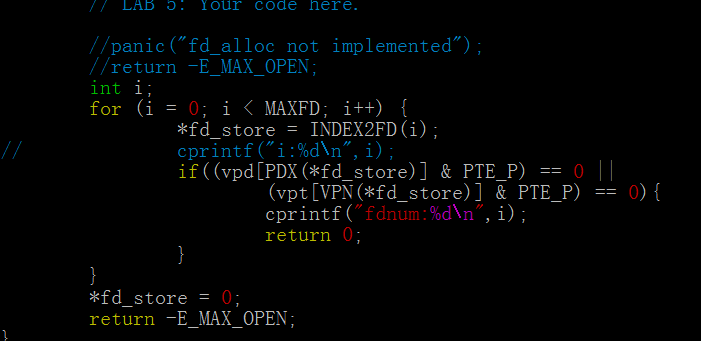 // LAB 5: Your code here.
//panic("fd_alloc not implemented");
//return -E_MAX_OPEN;
int i;
for (i = 0; i < MAXFD; i++) {
*fd_store = INDEX2FD(i);
// cprintf("i:%d\n",i);
if((vpd[PDX(*fd_store)] & PTE_P) == 0 ||
(vpt[VPN(*fd_store)] & PTE_P) == 0){
cprintf("fdnum:%d\n",i);
return 0;
}
}
*fd_store = 0;
return -E_MAX_OPEN;
}